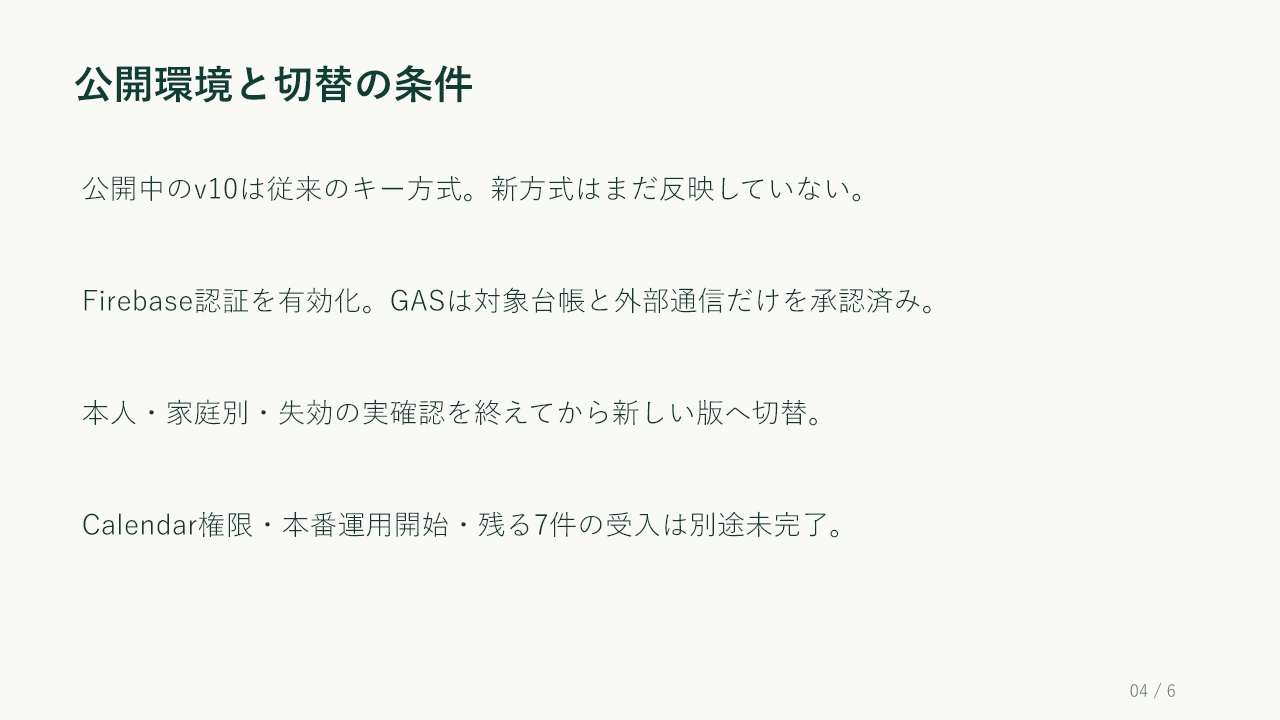 公開環境と切替の条件
公開中のv10は従来のキー方式。新方式はまだ反映していない。
Firebase認証を有効化。GASは対象台帳と外部通信だけを承認済み。
本人・家庭別・失効の実確認を終えてから新しい版へ切替。
Calendar権限・本番運用開始・残る7件の受入は別途未完了。
04 / 6